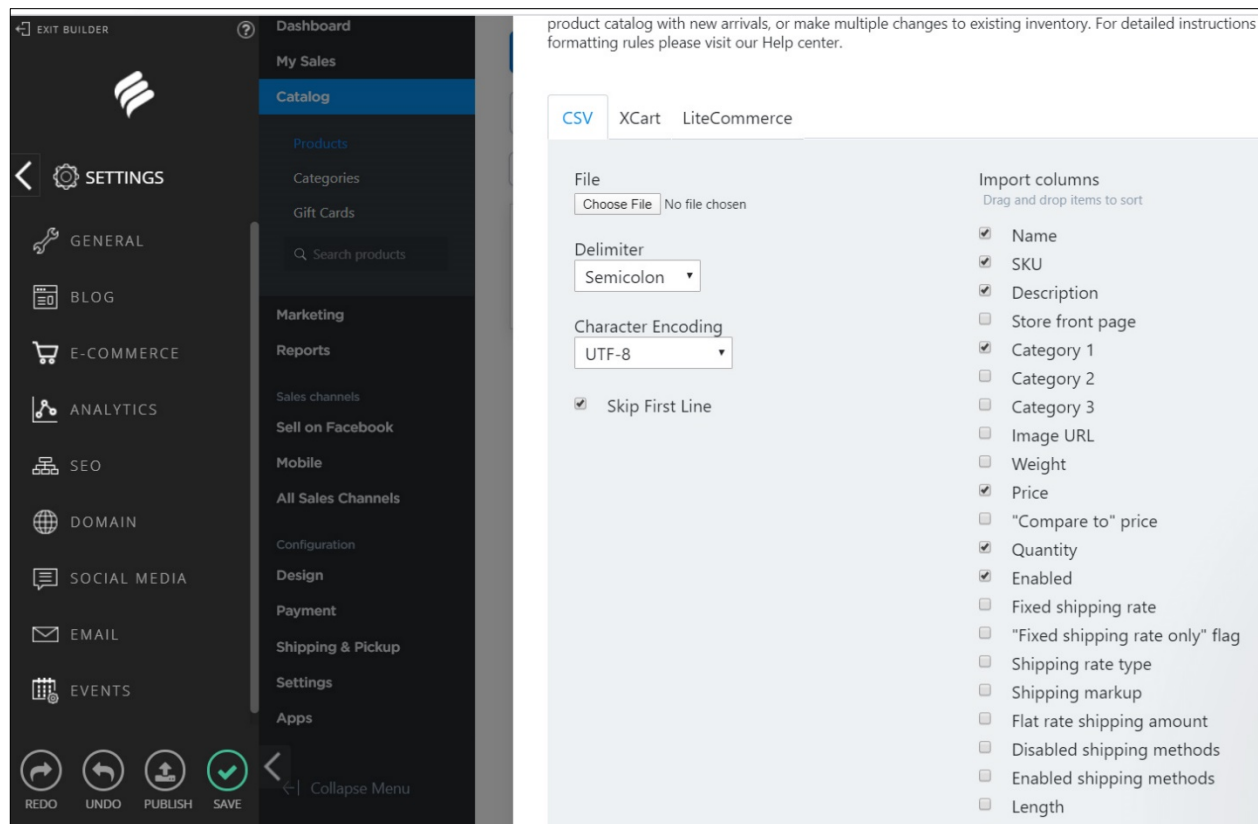 EXIT BUILDER
?
SETTINGS
GENERAL
BLOG
E-COMMERCE
ANALYTICS
SEO
DOMAIN
SOCIAL MEDIA
EMAIL
EVENTS
REDO
UNDO
PUBLISH
SAVE
Dashboard
My Sales
Catalog
Products
Categories
Gift Cards
Search products
Marketing
Reports
Sales channels
Sell on Facebook
Mobile
All Sales Channels
Configuration
Design
Payment
Shipping & Pickup
Settings
Apps
Collapse Menu
product catalog with new arrivals, or make multiple changes to existing inventory. For detailed instructions
formatting rules please visit our Help center.
CSV XCart LiteCommerce
File
Choose File No file chosen
Delimiter
Semicolon
Character Encoding
UTF-8
Skip First Line
Import columns
Drag and drop items to sort
Name
SKU
Description
Store front page
Category 1
Category 2
Category 3
Image URL
Weight
Price
"Compare to" price
Quantity
Enabled
Fixed shipping rate
"Fixed shipping rate only" flag
Shipping rate type
Shipping markup
Flat rate shipping amount
Disabled shipping methods
Enabled shipping methods
Length